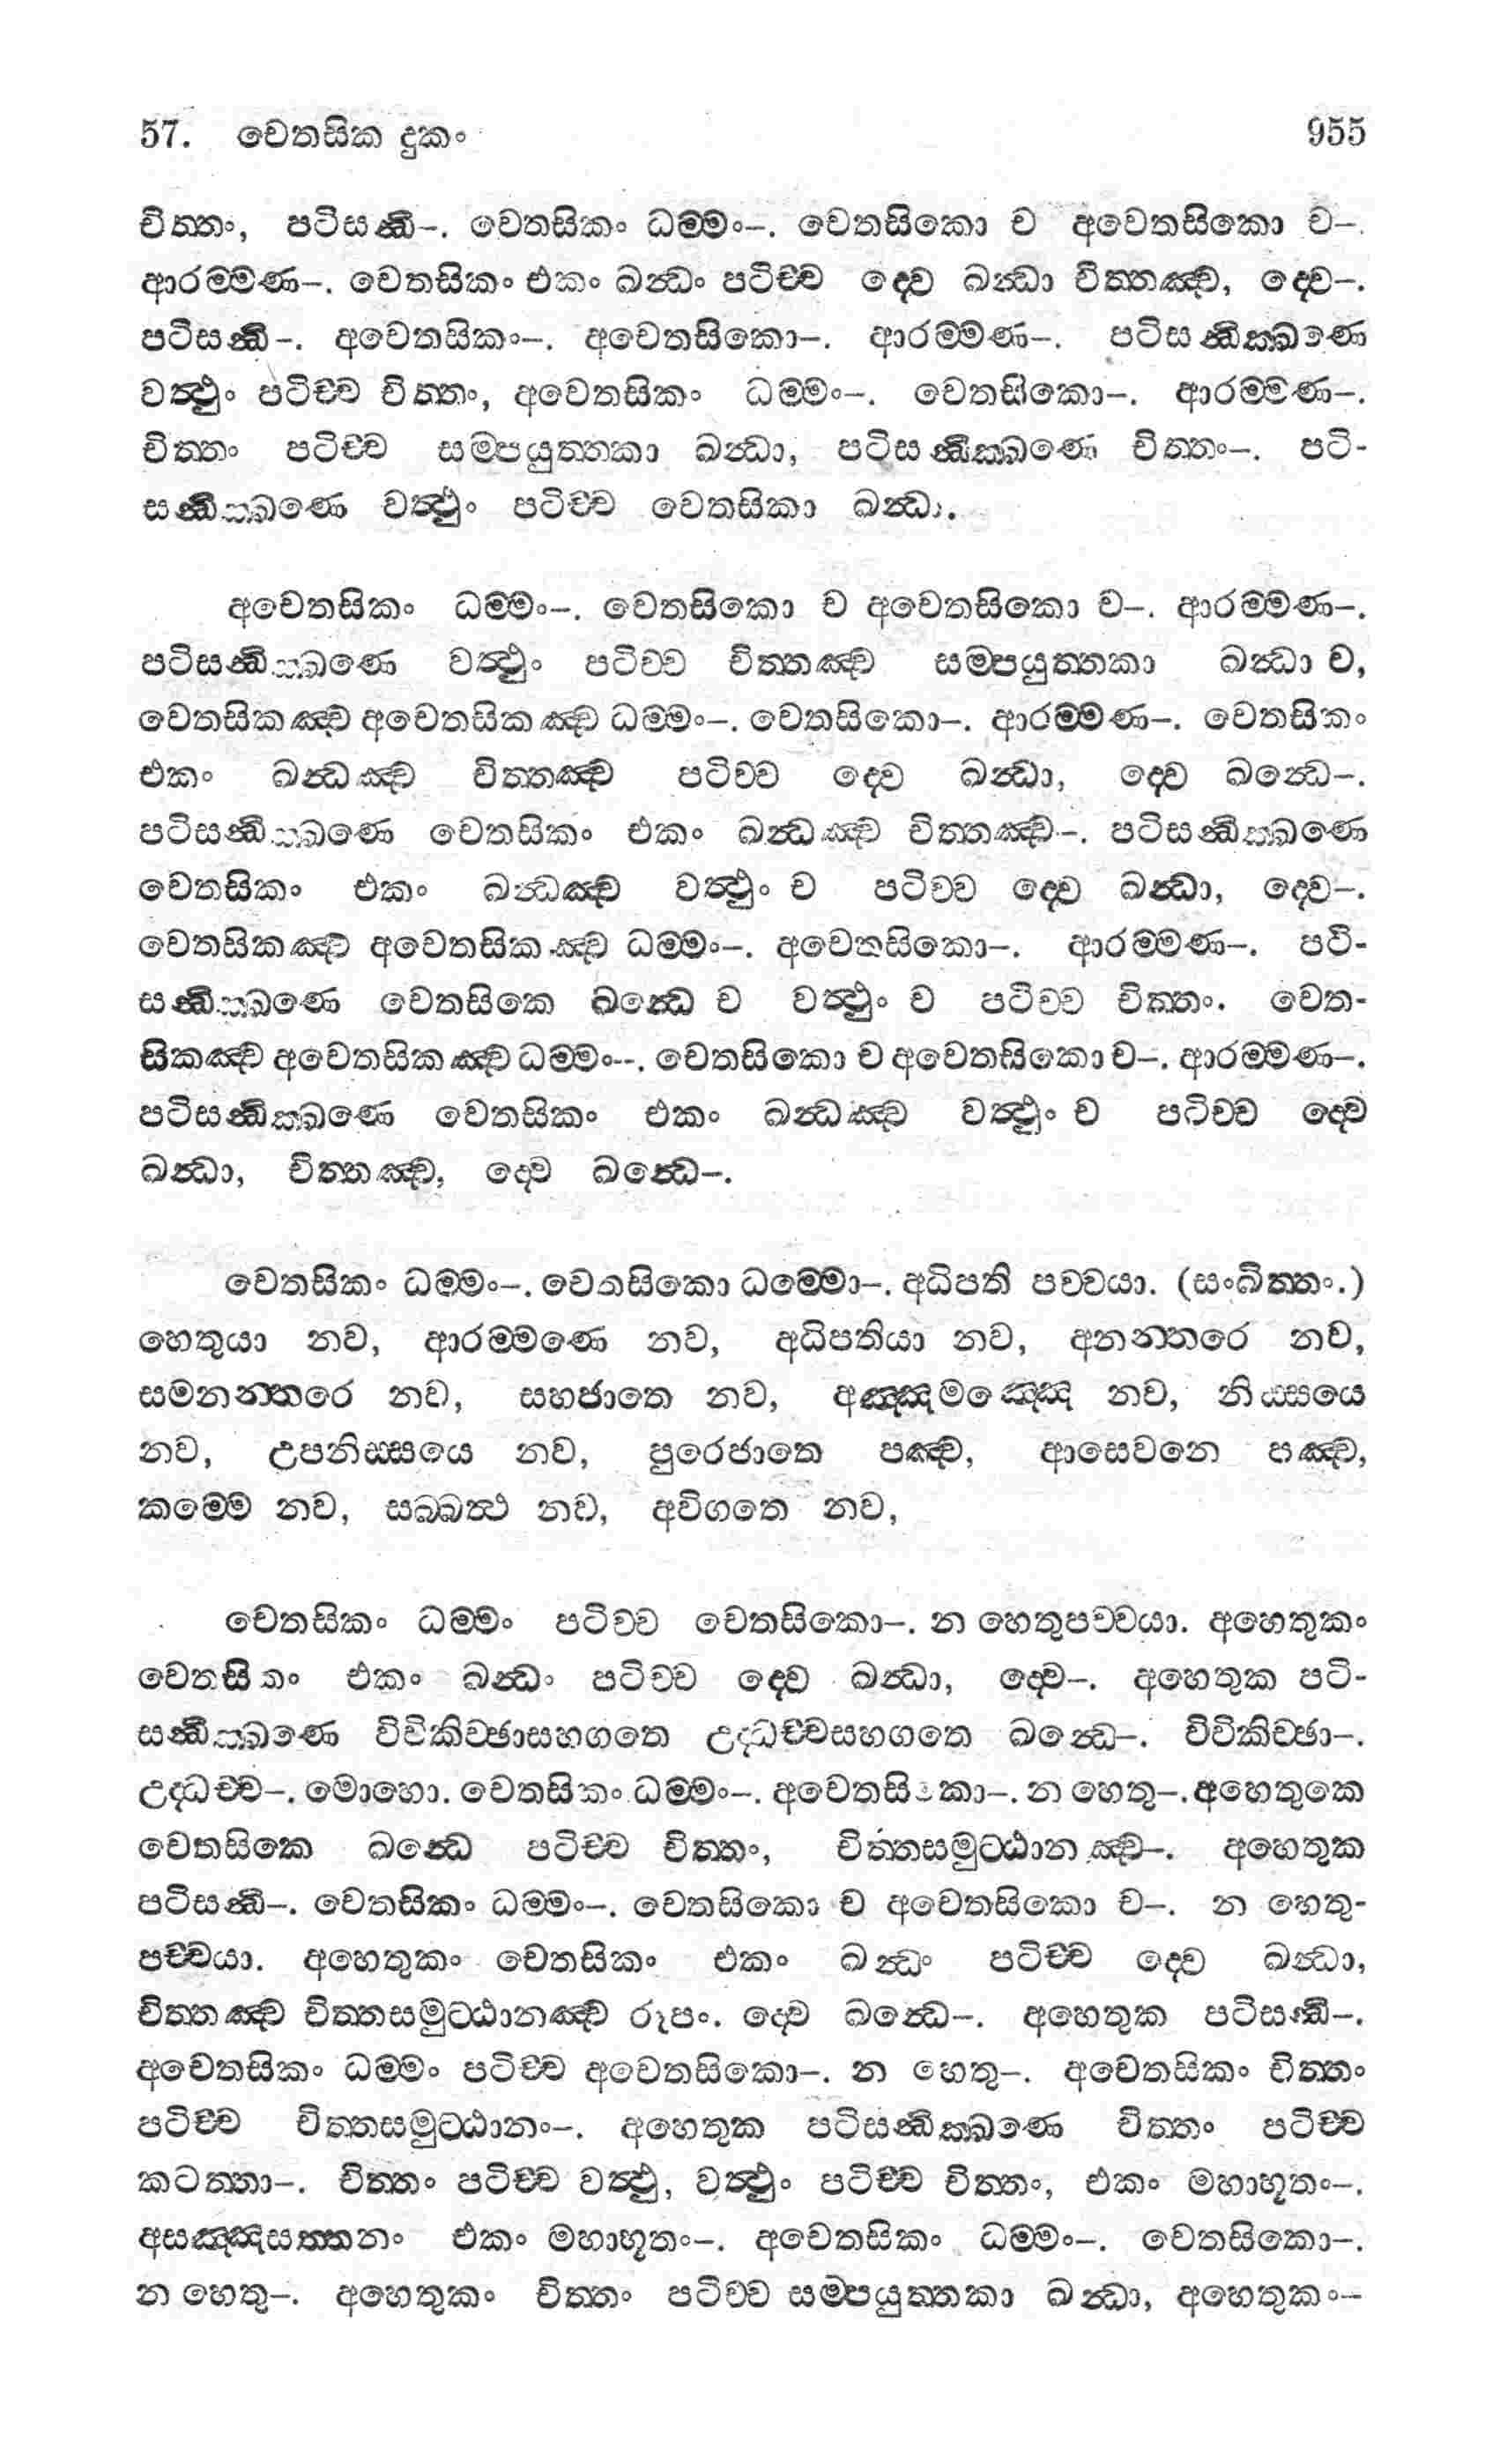 57. චෙතසික දුකං 955
චිත්තං, පටිසන්ධි–. චෙතසිකං ධම්මං–. චෙතසිකො ච අචෙතසිකො ච–.
ආරම්මණ–. චෙතසිකං එකං ඛන්ධං පටිච්ච ද්වෙ ඛන්ධා චිත්තඤ්ච, ද්වෙ–.
පටිසන්ධි–. අචෙතසිකං–. අචෙතසිකො–. ආරම්මණ–. පටිසන්ධික්ඛණෙ
වත්ථුං පටිච්ච චිත්තං, අචෙතසිකං ධම්මං–. චෙතසිකො–. ආරම්මණ–.
චිත්තං පටිච්ච සම්පයුත්තකා ඛන්ධා, පටිසන්ධික්ඛණෙ චිත්තං–. පටි-
සන්ධික්ඛණෙ වත්ථුං පටිච්ච චෙතසිකා ඛන්ධා.
අචෙතසිකං ධම්මං–. චෙතසිකො ච අචෙතසිකො ච–. ආරම්මණ–.
පටිසන්ධික්ඛණෙ වත්ථුං පටිච්ච චිත්තඤ්ච සම්පයුත්තකා ඛන්ධා ච,
චෙතසිකඤ්ච අචෙතසිකඤ්ච ධම්මං–. චෙතසිකො–. ආරම්මණ–. චෙතසිකං
එකං ඛන්ධඤ්ච චිත්තඤ්ච පටිච්ච ද්වෙ ඛන්ධා, ද්වෙ ඛන්ධෙ–.
පටිසන්ධික්ඛණෙ චෙතසිකං එකං ඛන්ධඤ්ච චිත්තඤ්ච–. පටිසන්ධික්ඛණෙ
චෙතසිකං එකං ඛන්ධඤ්ච වත්ථුං ච පටිච්ච ද්වෙ ඛන්ධා, ද්වෙ–.
චෙතසිකඤ්ච අචෙතසිකඤ්ච ධම්මං–. අචෙතසිකො–. ආරම්මණ–. පටි-
සන්ධික්ඛණෙ චෙතසිකෙ ඛන්ධෙ ච වත්ථුං ච පටිච්ච චිත්තං. චෙත-
සිකඤ්ච අචෙතසිකඤ්ච ධම්මං--. චෙතසිකො ච අචෙතසිකො ච–. ආරම්මණ–.
පටිසන්ධික්ඛණෙ චෙතසිකං එකං ඛන්ධඤ්ච වත්ථුං ච පටිච්ච ද්වෙ
ඛන්ධා, චිත්තඤ්ච, ද්වෙ ඛන්ධෙ–.
චෙතසිකං ධම්මං–. චෙතසිකො ධම්මො–. අධිපති පච්චයා. (සංඛිත්තං.)
හෙතුයා නව, ආරම්මණෙ නව, අධිපතියා නව, අනන්තරෙ නව,
සමනන්තරෙ නව, සහජාතෙ නව, අඤ්ඤමඤ්ඤෙ නව, නිස්සයෙ
නව, උපනිස්සයෙ නව, පුරෙජාතෙ පඤ්ච, ආසෙවනෙ පඤ්ච,
කම්මෙ නව, සබ්බත්ථ නව, අවිගතෙ නව,
චෙතසිකං ධම්මං පටිච්ච චෙතසිකො–. න හෙතුපච්චයා. අහෙතුකං
චෙතසිකං එකං ඛන්ධං පටිච්ච ද්වෙ ඛන්ධා, ද්වෙ–. අහෙතුක පටි-
සන්ධික්ඛණෙ විචිකිච්ඡාසහගතෙ උද්ධච්චසහගතෙ ඛන්ධෙ–. විචිකිච්ඡා–.
උද්ධච්ච–. මොහො. චෙතසිකං ධම්මං–. අචෙතසිකො–. න හෙතු–. අහෙතුකෙ
චෙතසිකෙ ඛන්ධෙ පටිච්ච චිත්තං, චිත්තසමුට්ඨානඤ්ච–. අහෙතුක
පටිසන්ධි–. චෙතසිකං ධම්මං–. චෙතසිකො ච අචෙතසිකො ච–. න හෙතු-
පච්චයා. අහෙතුකං චෙතසිකං එකං ඛන්ධං පටිච්ච ද්වෙ ඛන්ධා,
චිත්තඤ්ච චිත්තසමුට්ඨානඤ්ච රූපං. ද්වෙ ඛන්ධෙ–. අහෙතුක පටිසන්ධි–.
අචෙතසිකං ධම්මං පටිච්ච අචෙතසිකො–. න හෙතු–. අචෙතසිකං චිත්තං
පටිච්ච චිත්තසමුට්ඨානං–. අහෙතුක පටිසන්ධික්ඛණෙ චිත්තං පටිච්ච
කටත්තා–. චිත්තං පටිච්ච වත්ථු, වත්ථුං පටිච්ච චිත්තං, එකං මහාභූතං–.
අසඤ්ඤසත්තනං එකං මහාභූතං–. අචෙතසිකං ධම්මං–. චෙතසිකො–.
න හෙතු–. අහෙතුකං චිත්තං පටිච්ච සම්පයුත්තකා ඛන්ධා, අහෙතුකං–